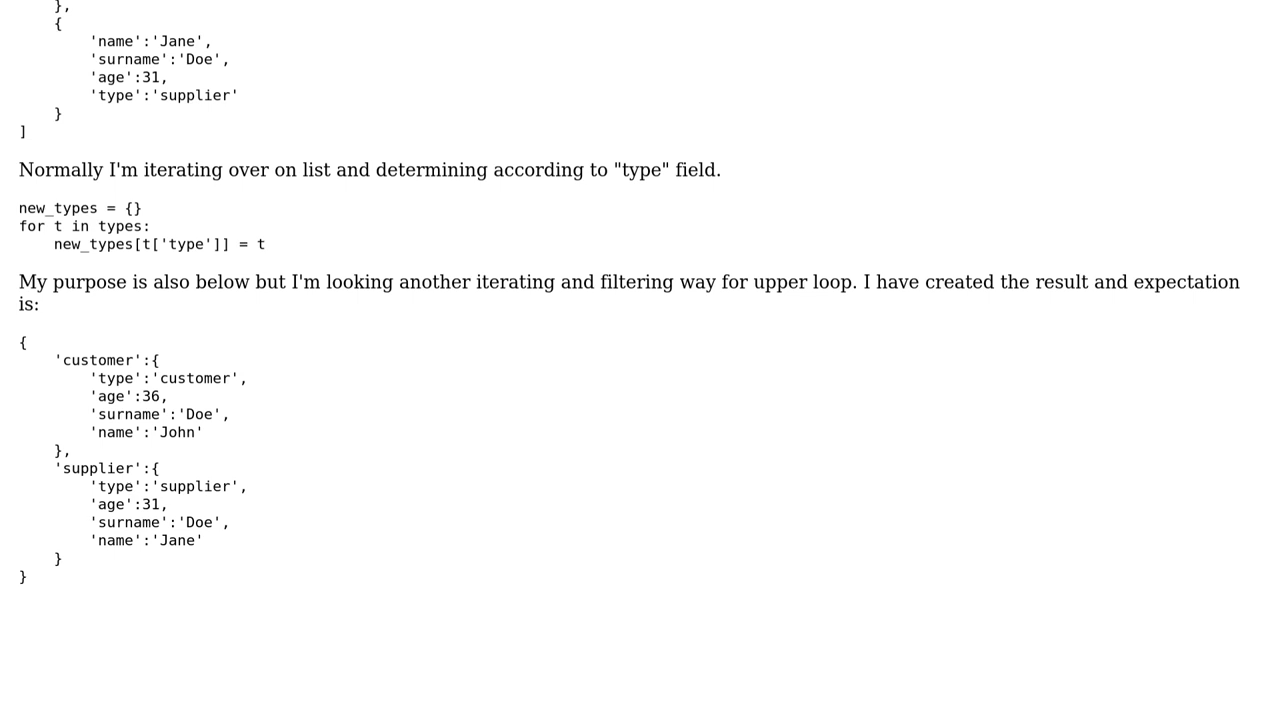 },
    {
        'name':'Jane',
        'surname':'Doe',
        'age':31,
        'type':'supplier'
    }
]
Normally I'm iterating over on list and determining according to "type" field.
new_types = {}
for t in types:
    new_types[t['type']] = t
My purpose is also below but I'm looking another iterating and filtering way for upper loop. I have created the result and expectation
is:
{
    'customer':{
        'type':'customer',
        'age':36,
        'surname':'Doe',
        'name':'John'
    },
    'supplier':{
        'type':'supplier',
        'age':31,
        'surname':'Doe',
        'name':'Jane'
    }
}